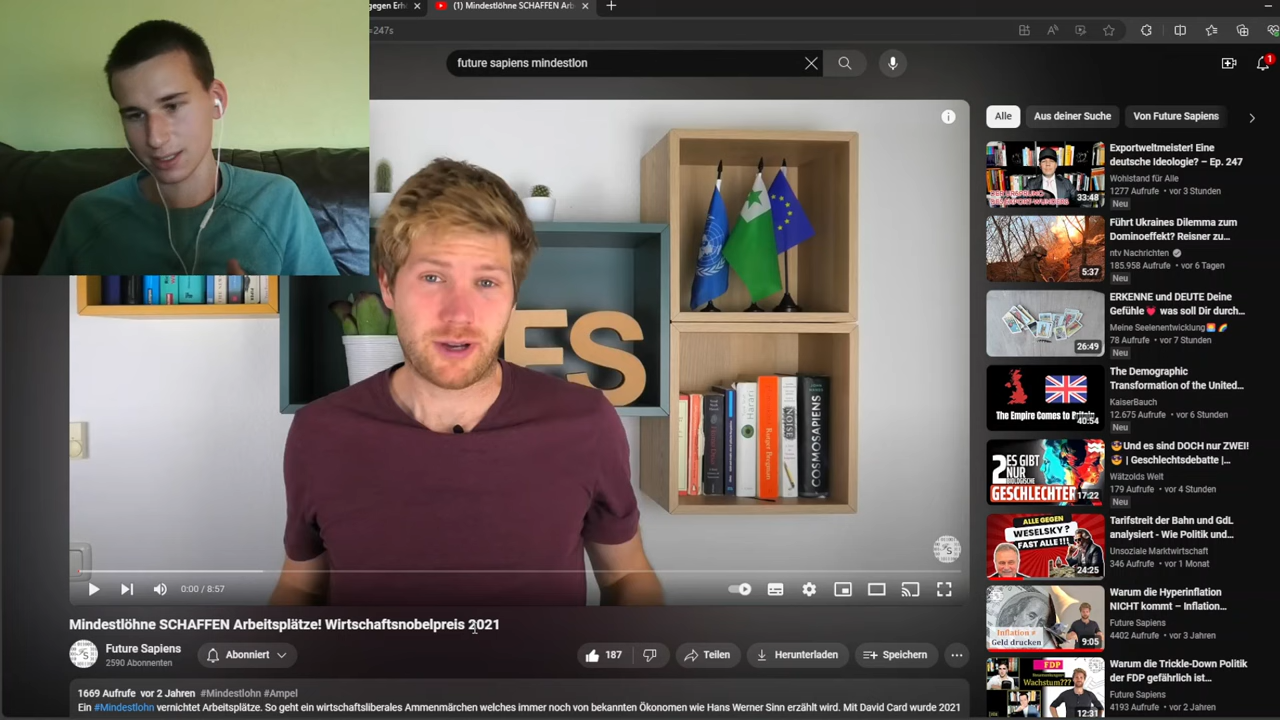 gegen Erh
(1) Mindestlöhne SCHAFFEN Arb
=247s
future sapiens mindestlon
1
Alle
Aus deiner Suche
Von Future Sapiens
Exportweltmeister! Eine
deutsche Ideologie? – Ep. 247
Wohlstand für Alle
1277 Aufrufe • vor 3 Stunden
Neu
33:48
Führt Ukraines Dilemma zum
Dominoeffekt? Reisner zu...
ntv Nachrichten
185.958 Aufrufe • vor 6 Tagen
Neu
5:37
ERKENNE und DEUTE Deine
Gefühle💗 was soll Dir durch...
Meine Seelenentwicklung
78 Aufrufe • vor 7 Stunden
Neu
26:49
The Demographic
Transformation of the United...
KaiserBauch
12.675 Aufrufe • vor 6 Stunden
Neu
The Empire Comes to Britain
40:54
Und es sind DOCH nur ZWEI!
| Geschlechtsdebatte |...
Wätzolds Welt
179 Aufrufe • vor 4 Stunden
Neu
ES GIBT
2 NUR
BIOLOGISCHE
GESCHLECHTER
17:22
Tarifstreit der Bahn und GdL
analysiert - Wie Politik und...
Unsoziale Marktwirtschaft
346 Aufrufe • vor 1 Monat
ALLE GEGEN
WESELSKY?
FAST ALLE !!!
24:25
Warum die Hyperinflation
NICHT kommt – Inflation...
Future Sapiens
4402 Aufrufe • vor 3 Jahren
Inflation =
Geld drucken
9:05
Warum die Trickle-Down Politik
der FDP gefährlich ist...
Future Sapiens
4193 Aufrufe • vor 2 Jahren
FDP
Wachstum???
12:31
ES
Harari
Rutger Bregman
COSMOSAPIENS
0:00 / 8:57
Mindestlöhne SCHAFFEN Arbeitsplätze! Wirtschaftsnobelpreis 2021
Future Sapiens
2590 Abonnenten
Abonniert
187
Teilen
Herunterladen
Speichern
1669 Aufrufe vor 2 Jahren #Mindestlohn #Ampel
Ein #Mindestlohn vernichtet Arbeitsplätze. So geht ein wirtschaftsliberales Ammenmärchen welches immer noch von bekannten Ökonomen wie Hans Werner Sinn erzählt wird. Mit David Card wurde 2021